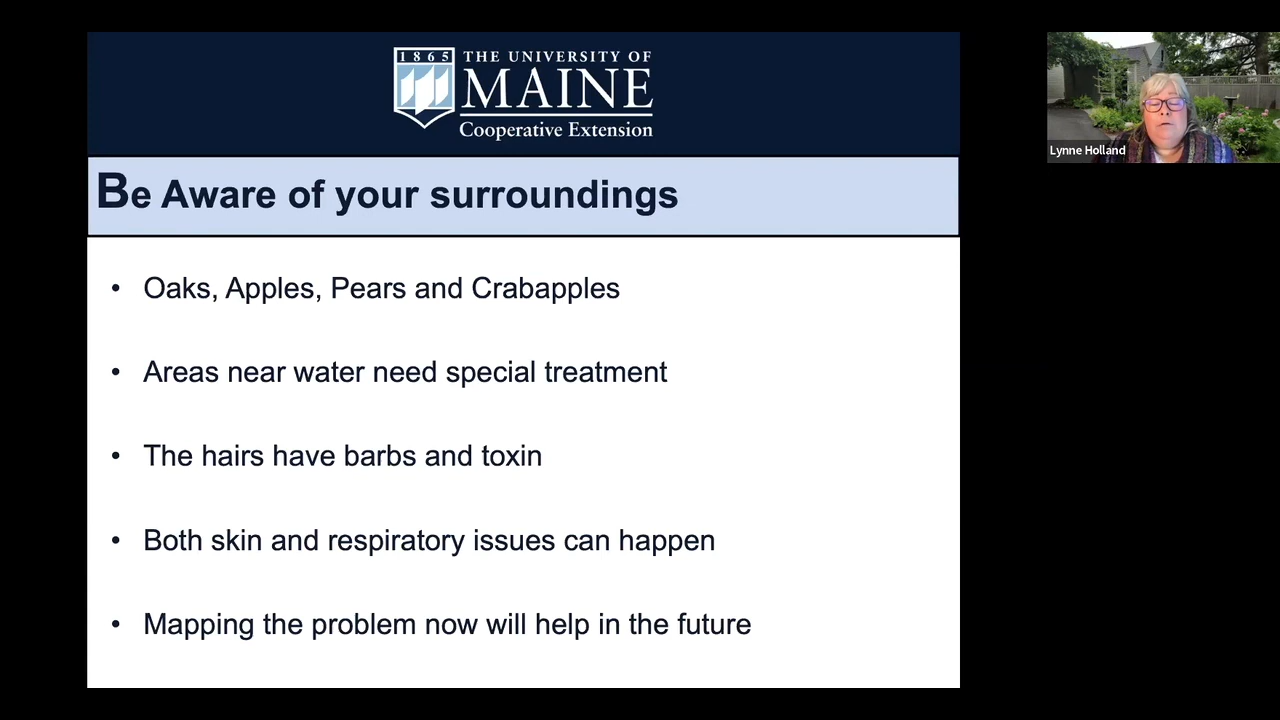 1865
THE UNIVERSITY OF
MAINE
Cooperative Extension
Lynne Holland
Be Aware of your surroundings
• Oaks, Apples, Pears and Crabapples
• Areas near water need special treatment
• The hairs have barbs and toxin
• Both skin and respiratory issues can happen
• Mapping the problem now will help in the future